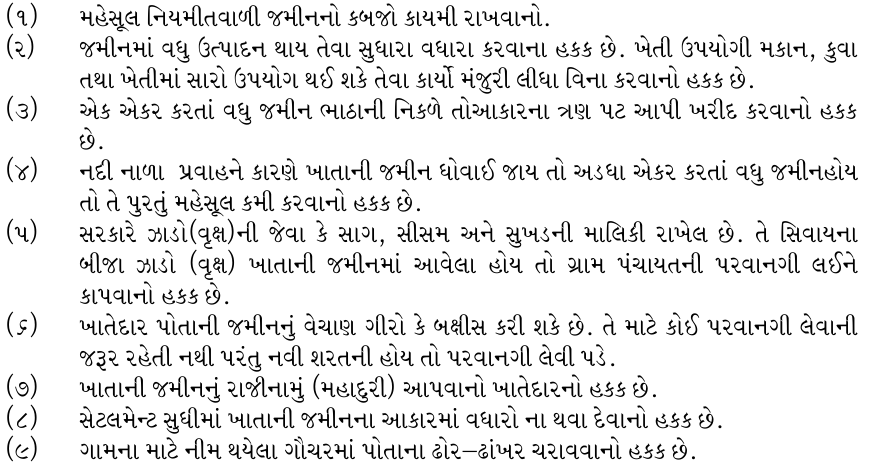 (૧) મહેસૂલ નિયમીતવાળી જમીનનો કબજો કાયમી રાખવાનો.
(૨) જમીનમાં વધુ ઉત્પાદન થાય તેવા સુધારા વધારા કરવાના હકક છે. ખેતી ઉપયોગી મકાન, કુવા
તથા ખેતીમાં સારો ઉપયોગ થઈ શકે તેવા કાર્યો મંજુરી લીધા વિના કરવાનો હકક છે.
(૩) એક એકર કરતાં વધુ જમીન ભાઠાની નિકળે તોઆકારના ત્રણ પટ આપી ખરીદ કરવાનો હકક
છે.
(૪) નદી નાળા પ્રવાહને કારણે ખાતાની જમીન ધોવાઈ જાય તો અડધા એકર કરતાં વધુ જમીનહોય
તો તે પુરતું મહેસૂલ કમી કરવાનો હકક છે.
(૫) સરકારે ઝાડો(વૃક્ષ)ની જેવા કે સાગ, સીસમ અને સુખડની માલિકી રાખેલ છે. તે સિવાયના
બીજા ઝાડો (વૃક્ષ) ખાતાની જમીનમાં આવેલા હોય તો ગ્રામ પંચાયતની પરવાનગી લઈને
કાપવાનો હકક છે.
(૬) ખાતેદાર પોતાની જમીનનું વેચાણ ગીરો કે બક્ષીસ કરી શકે છે. તે માટે કોઈ પરવાનગી લેવાની
જરૂર રહેતી નથી પરંતુ નવી શરતની હોય તો પરવાનગી લેવી પડે.
(૭) ખાતાની જમીનનું રાજીનામું (મહાદુરી) આપવાનો ખાતેદારનો હકક છે.
(૮) સેટલમેન્ટ સુધીમાં ખાતાની જમીનના આકારમાં વધારો ના થવા દેવાનો હકક છે.
(૯) ગામના માટે નીમ થયેલા ગૌચરમાં પોતાના ઢોર–ઢાંખર ચરાવવાનો હકક છે.